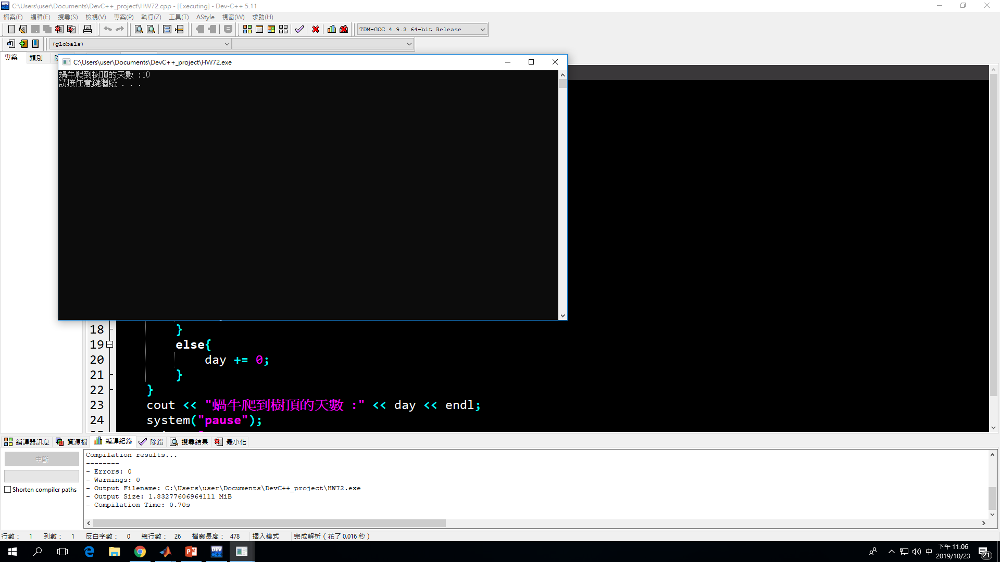 C:\Users\user\Documents\DevC++_project\HW72.cpp - [Executing] - Dev-C++ 5.11
檔案(F) 編輯(E) 搜尋(S) 檢視(V) 專案(P) 執行(Z) 工具(T) AStyle 視窗(W) 求助(H)
TDM-GCC 4.9.2 64-bit Release
(globals)
專案 類別
C:\Users\user\Documents\DevC++_project\HW72.exe
蝸牛爬到樹頂的天數 :10
請按任意鍵繼續 . . .
18 }
19 else{
20 day += 0;
21 }
22 }
23 cout << "蝸牛爬到樹頂的天數 :" << day << endl;
24 system("pause");
編譯器訊息 資源檔 編譯紀錄 除錯 搜尋結果 最小化
中斷
Shorten compiler paths
Compilation results...
--------
- Errors: 0
- Warnings: 0
- Output Filename: C:\Users\user\Documents\DevC++_project\HW72.exe
- Output Size: 1.83277606964111 MiB
- Compilation Time: 0.70s
行數： 1 列數： 1 反白字數： 0 總行數： 26 檔案長度： 478 插入模式 完成解析 ( 花了 0.016 秒 )
中
下午 11:06
2019/10/23
21